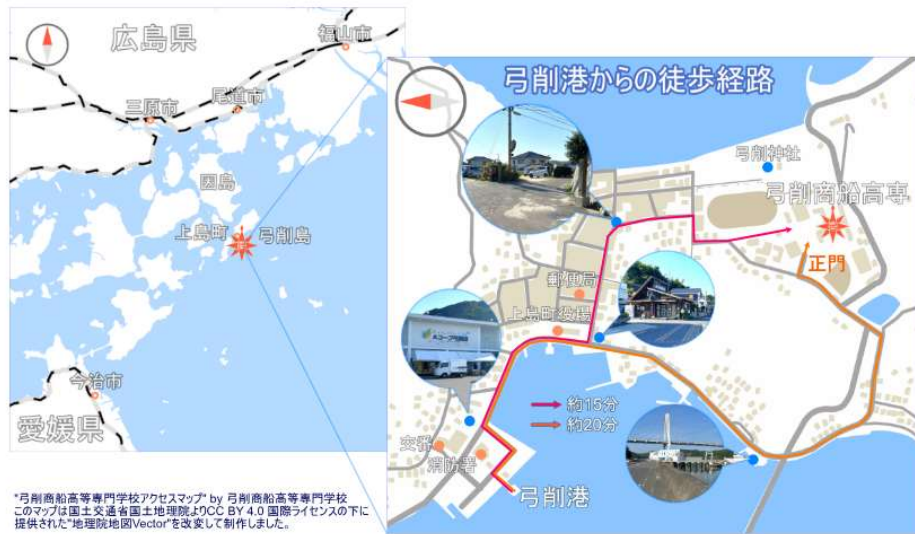 広島県
福山市
尾道市
三原市
因島
上島町
弓削島
今治市
愛媛県
弓削港からの徒歩経路
弓削神社
弓削商船高専
正門
郵便局
上島町役場
約15分
約20分
交番
消防署
弓削港
"弓削商船高等専門学校アクセスマップ" by 弓削商船高等専門学校
このマップは国土交通省国土地理院よりCC BY 4.0 国際ライセンスの下に
提供された"地理院地図Vector"を改変して制作しました。